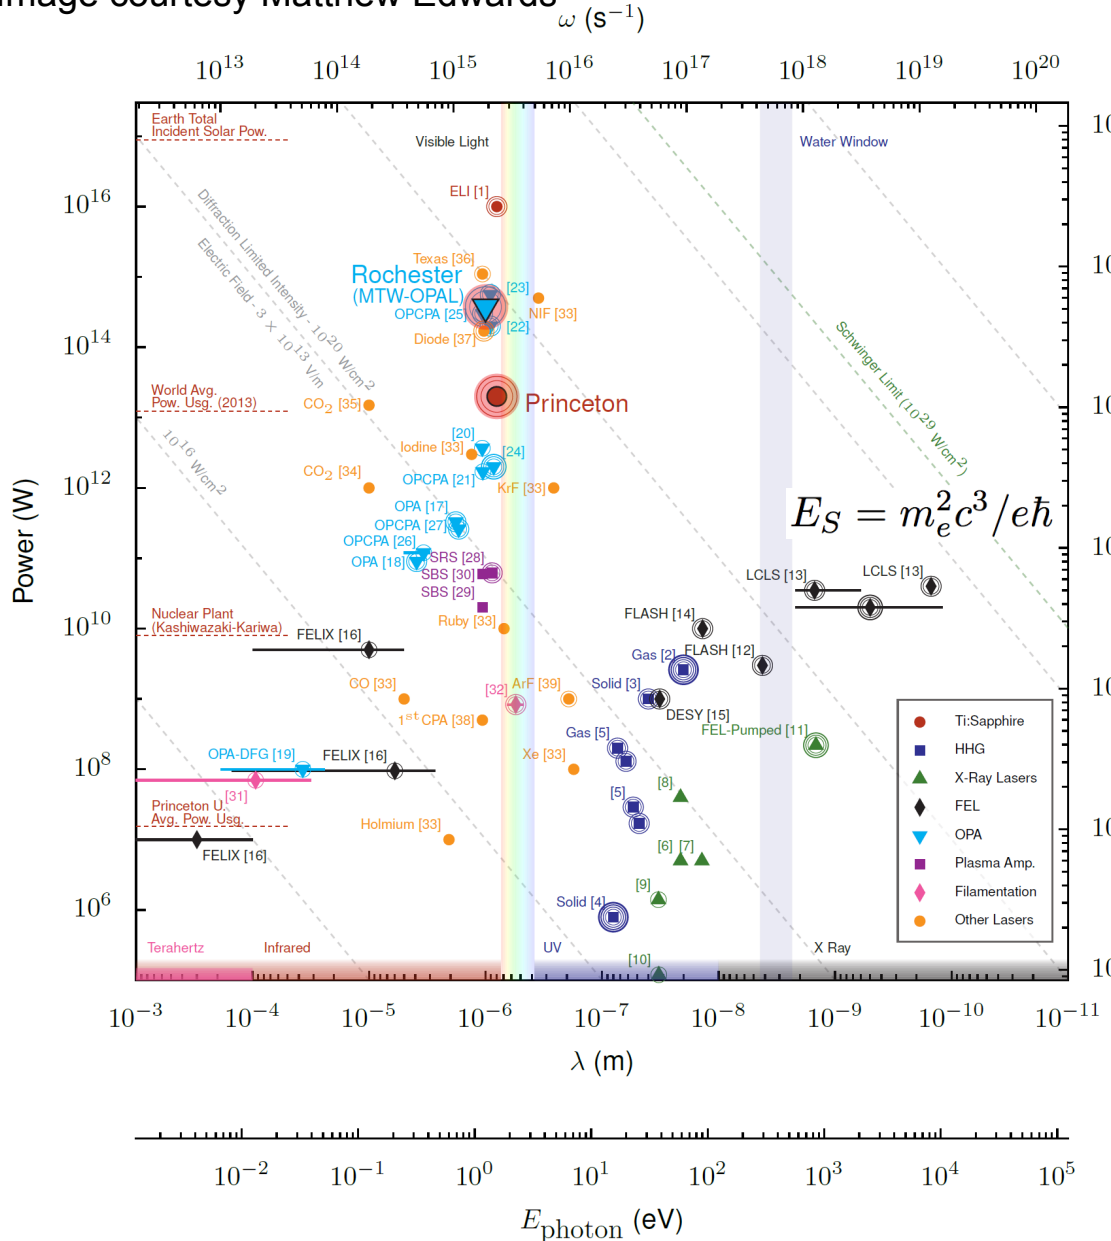 Image courtesy Matthew Edwards
ω (s⁻¹)
10¹³ 10¹⁴ 10¹⁵ 10¹⁶ 10¹⁷ 10¹⁸ 10¹⁹ 10²⁰
Earth Total
Incident Solar Pow.
Visible Light
Water Window
ELI [1]
10¹⁶
Diffraction Limited Intensity - 10²⁰ W/cm²
Electric Field - 3 × 10¹³ V/m
Texas [36]
Rochester
(MTW-OPAL)
[23]
OPCPA [25]
NIF [33]
[22]
Diode [37]
10¹⁴
Schwinger Limit (10²⁹ W/cm²)
World Avg.
Pow. Usg. (2013)
CO₂ [35]
Princeton
10¹⁶ W/cm²
[20]
Iodine [33]
[24]
CO₂ [34]
OPCPA [21]
KrF [33]
10¹²
E_S = m_e²c³/eħ
OPA [17]
OPCPA [27]
OPCPA [26]
OPA [18]
SRS [28]
SBS [30]
SBS [29]
LCLS [13]
LCLS [13]
Power (W)
Nuclear Plant
(Kashiwazaki-Kariwa)
Ruby [33]
FLASH [14]
10¹⁰
FELIX [16]
Gas [2]
FLASH [12]
CO [33]
[32]
ArF [39]
Solid [3]
1ˢᵗ CPA [38]
DESY [15]
Gas [5]
FEL-Pumped [11]
OPA-DFG [19]
FELIX [16]
Xe [33]
10⁸
[31]
[5]
[8]
Princeton U.
Avg. Pow. Usg.
Holmium [33]
FELIX [16]
[6] [7]
[9]
Solid [4]
10⁶
Ti:Sapphire
HHG
X-Ray Lasers
FEL
OPA
Plasma Amp.
Filamentation
Other Lasers
Terahertz
Infrared
UV
X Ray
[10]
10⁻³ 10⁻⁴ 10⁻⁵ 10⁻⁶ 10⁻⁷ 10⁻⁸ 10⁻⁹ 10⁻¹⁰ 10⁻¹¹
λ (m)
10⁻² 10⁻¹ 10⁰ 10¹ 10² 10³ 10⁴ 10⁵
E_photon (eV)